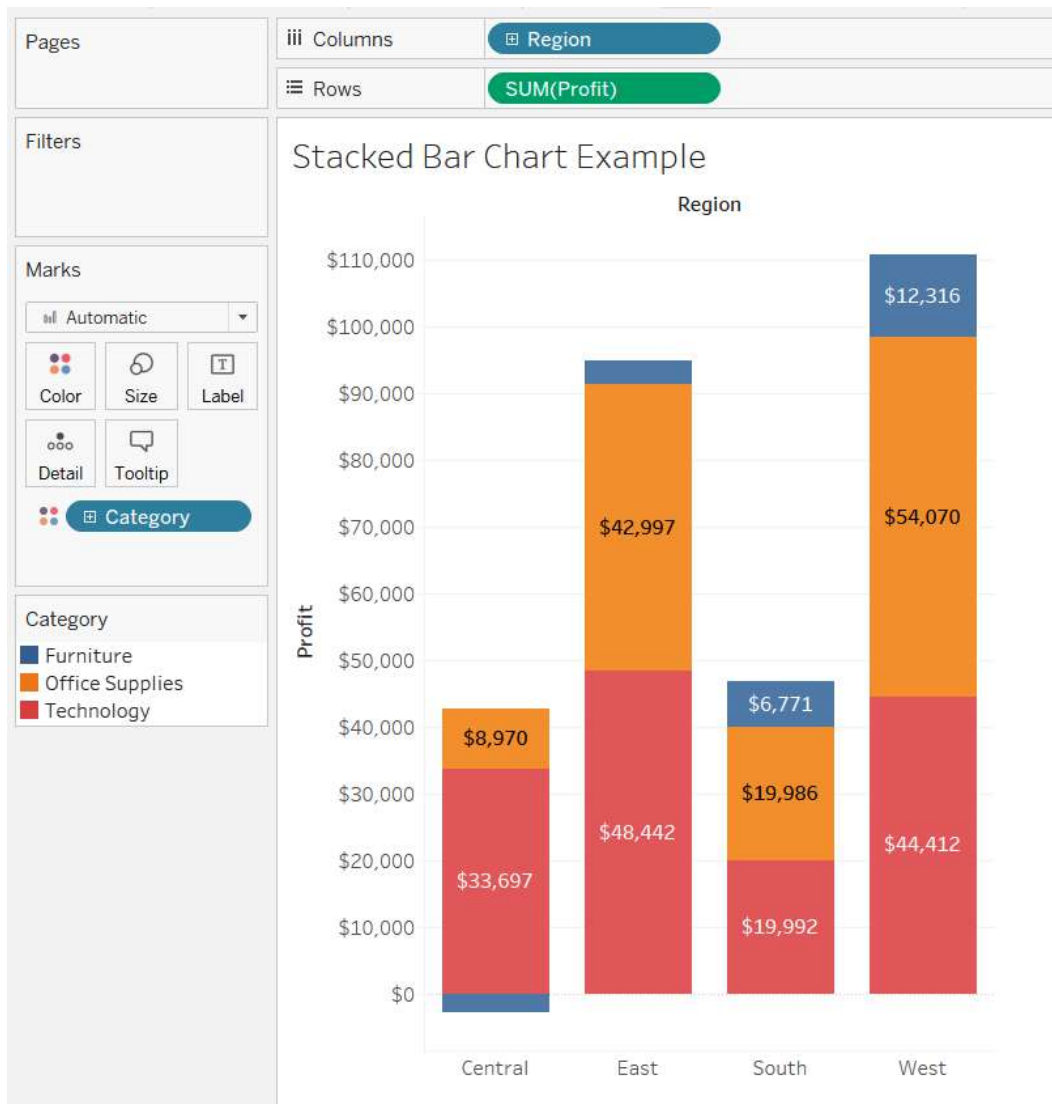 Pages
iii Columns
Region
Rows
SUM(Profit)
Filters
Stacked Bar Chart Example
Region
Marks
Automatic
Color
Size
T
Label
Detail
Tooltip
Category
Category
Furniture
Office Supplies
Technology
Profit
$110,000
$100,000
$90,000
$80,000
$70,000
$60,000
$50,000
$40,000
$30,000
$20,000
$10,000
$0
$8,970
$33,697
$42,997
$48,442
$6,771
$19,986
$19,992
$12,316
$54,070
$44,412
Central East South West